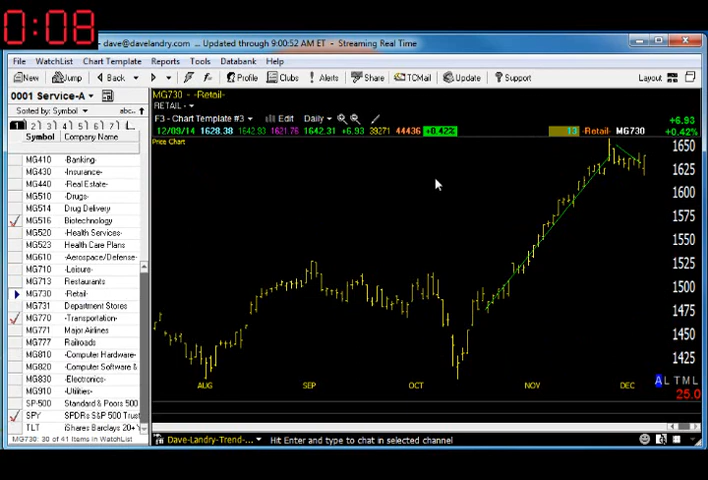 0:08
- dave@davelandry.com ... Updated through 9:00:52 AM ET - Streaming Real Time
File WatchList Chart Template Reports Tools Databank Help
New Jump Back Profile Clubs Alerts Share TCMail Update Support Layout
0001 Service-A
Sorted by: Symbol abc..
1 2 3 4 5 6 7 L
Symbol Company Name
MG410 -Banking-
MG430 -Insurance-
MG440 -Real Estate-
MG510 -Drugs-
MG514 Drug Delivery
MG516 Biotechnology
MG520 -Health Services-
MG523 Health Care Plans
MG610 -Aerospace/Defense-
MG710 -Leisure-
MG713 Restaurants
MG730 -Retail-
MG731 Department Stores
MG770 -Transportation-
MG771 Major Airlines
MG777 Railroads
MG810 -Computer Hardware-
MG820 -Computer Software &
MG830 -Electronics-
MG910 -Utilities-
SP-500 Standard & Poors 500
SPY SPDRs S&P 500 Trust
TLT iShares Barclays 20+ Y
MG730: 30 of 41 Items in WatchList
MG730 - -Retail-
RETAIL -
F3 - Chart Template #3 Edit Daily
12/09/14 1628.38 1642.93 1621.76 1642.31 +6.93 39271 44436 +0.42%
13 -Retail- MG730
+6.93
+0.42%
Price Chart
1650
1625
1600
1575
1550
1525
1500
1475
1450
1425
AUG SEP OCT NOV DEC
A L T M L
25.0
Dave-Landry-Trend-... Hit Enter and type to chat in selected channel